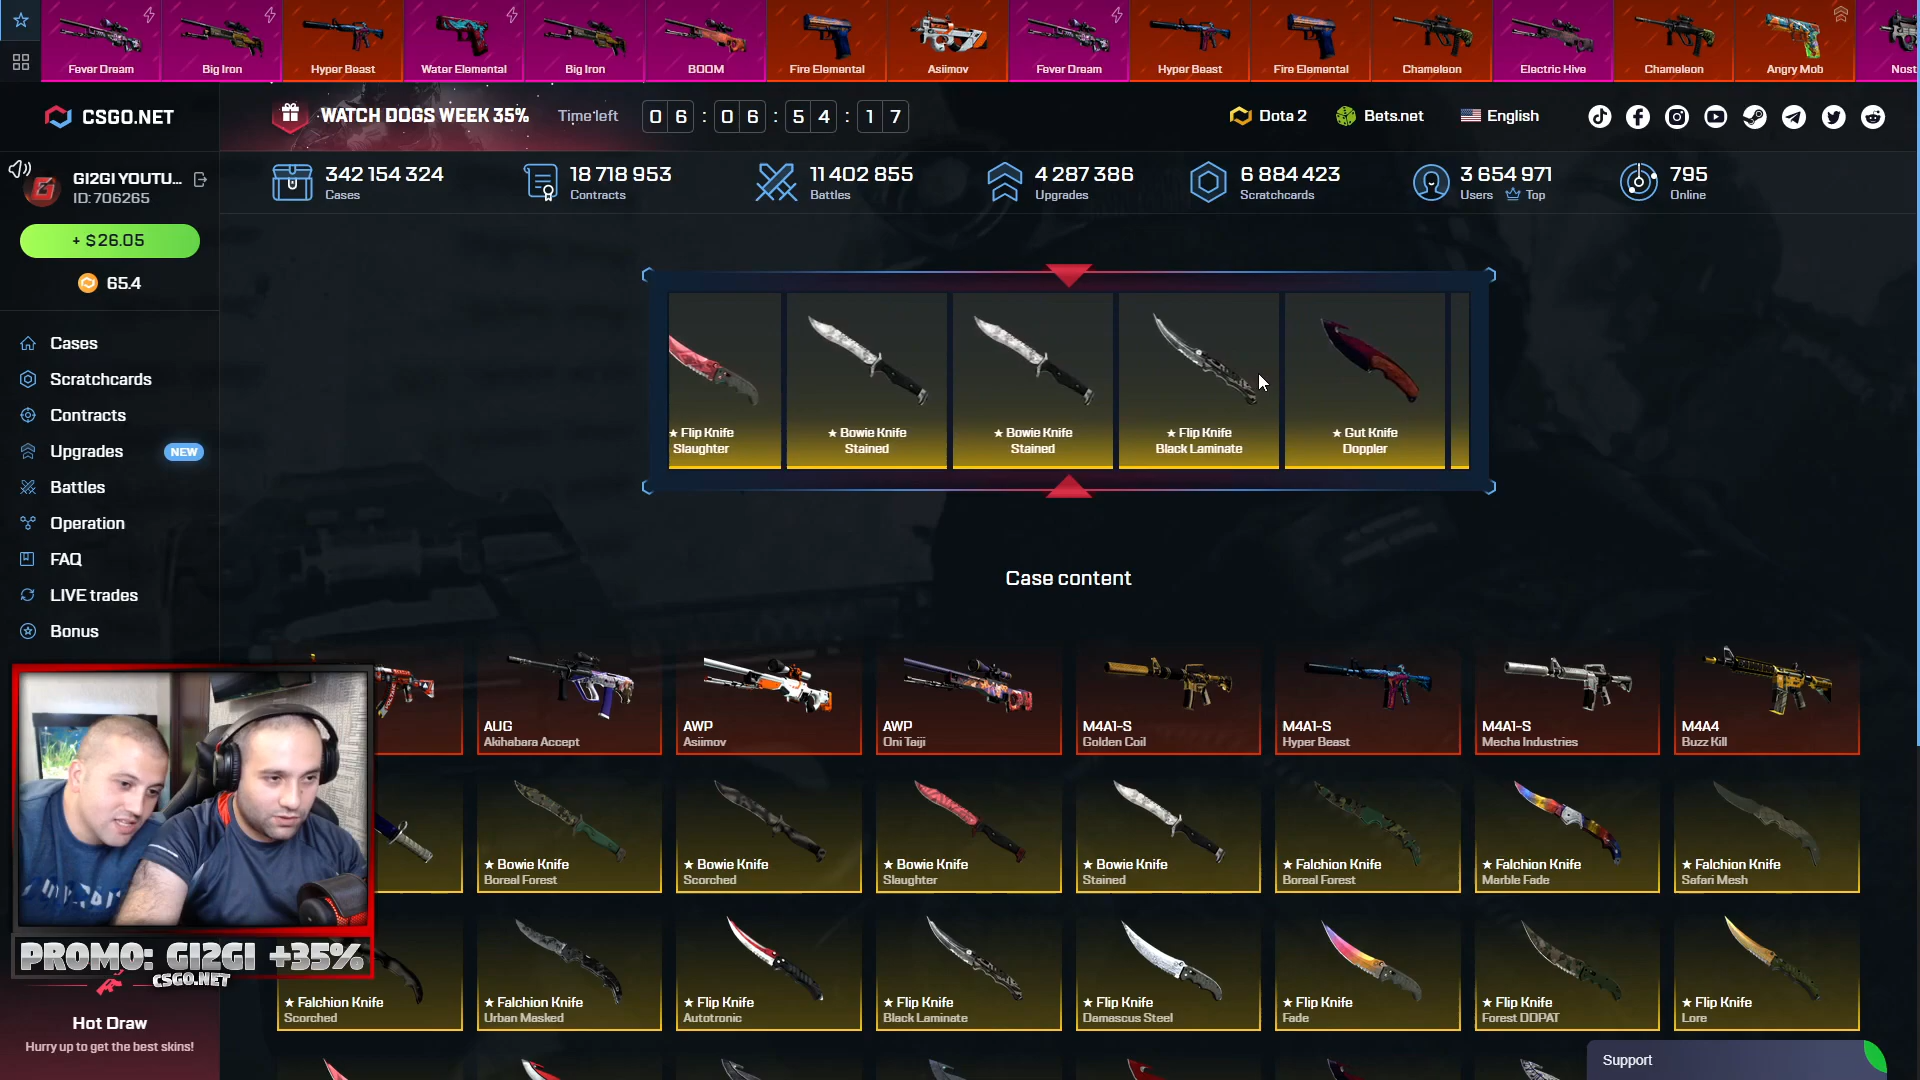 Fever Dream
Big Iron
Hyper Beast
Water Elemental
Big Iron
BOOM
Fire Elemental
Asiimov
Fever Dream
Hyper Beast
Fire Elemental
Chameleon
Electric Hive
Chameleon
Angry Mob
Nost
CSGO.NET
WATCH DOGS WEEK 35%
Time left
06:06:54:17
Dota 2
Bets.net
English
GI2GI YOUTU...
ID: 706265
342 154 324
Cases
18 718 953
Contracts
11 402 855
Battles
4 287 386
Upgrades
6 884 423
Scratchcards
3 654 971
Users Top
795
Online
+ $26.05
65.4
Cases
Scratchcards
Contracts
Upgrades NEW
Battles
Operation
FAQ
LIVE trades
Bonus
★ Flip Knife
Slaughter
★ Bowie Knife
Stained
★ Bowie Knife
Stained
★ Flip Knife
Black Laminate
★ Gut Knife
Doppler
Case content
AUG
Akihabara Accept
AWP
Asiimov
AWP
Oni Taiji
M4A1-S
Golden Coil
M4A1-S
Hyper Beast
M4A1-S
Mecha Industries
M4A4
Buzz Kill
★ Bowie Knife
Boreal Forest
★ Bowie Knife
Scorched
★ Bowie Knife
Slaughter
★ Bowie Knife
Stained
★ Falchion Knife
Boreal Forest
★ Falchion Knife
Marble Fade
★ Falchion Knife
Safari Mesh
★ Falchion Knife
Scorched
★ Falchion Knife
Urban Masked
★ Flip Knife
Autotronic
★ Flip Knife
Black Laminate
★ Flip Knife
Damascus Steel
★ Flip Knife
Fade
★ Flip Knife
Forest DDPAT
★ Flip Knife
Lore
PROMO: GI2GI +35%
CSGO.NET
Hot Draw
Hurry up to get the best skins!
Support